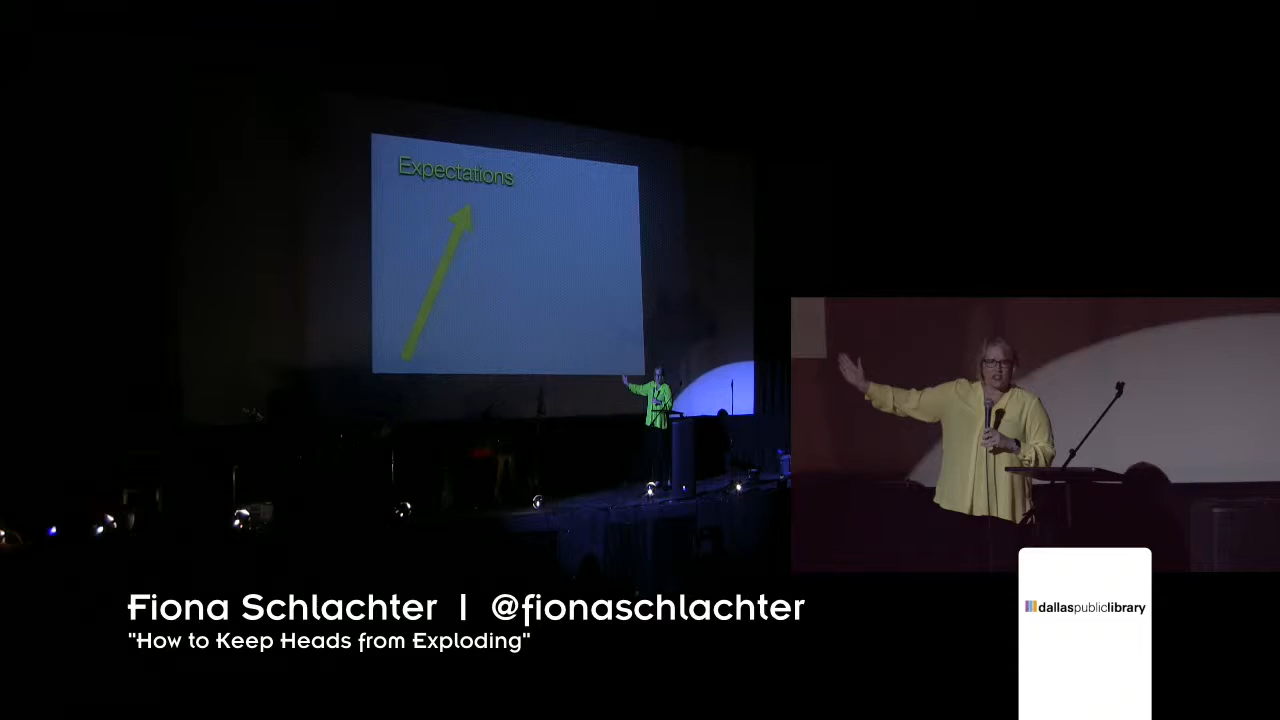 Expectations
Fiona Schlachter | @fionaschlachter
"How to Keep Heads from Exploding"
dallaspubliclibrary